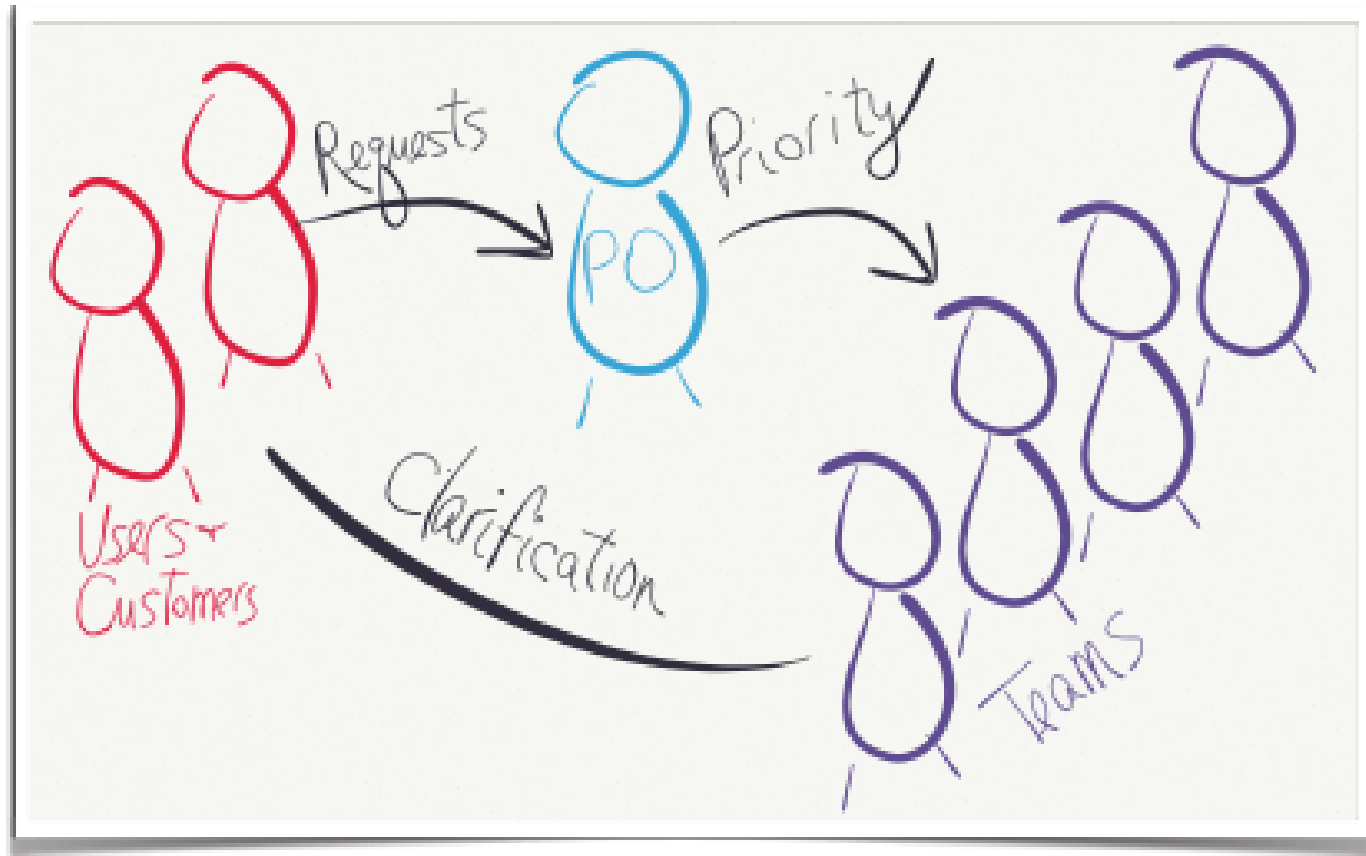 Requests
Priority
PO
Clarification
Users &
Customers
Teams